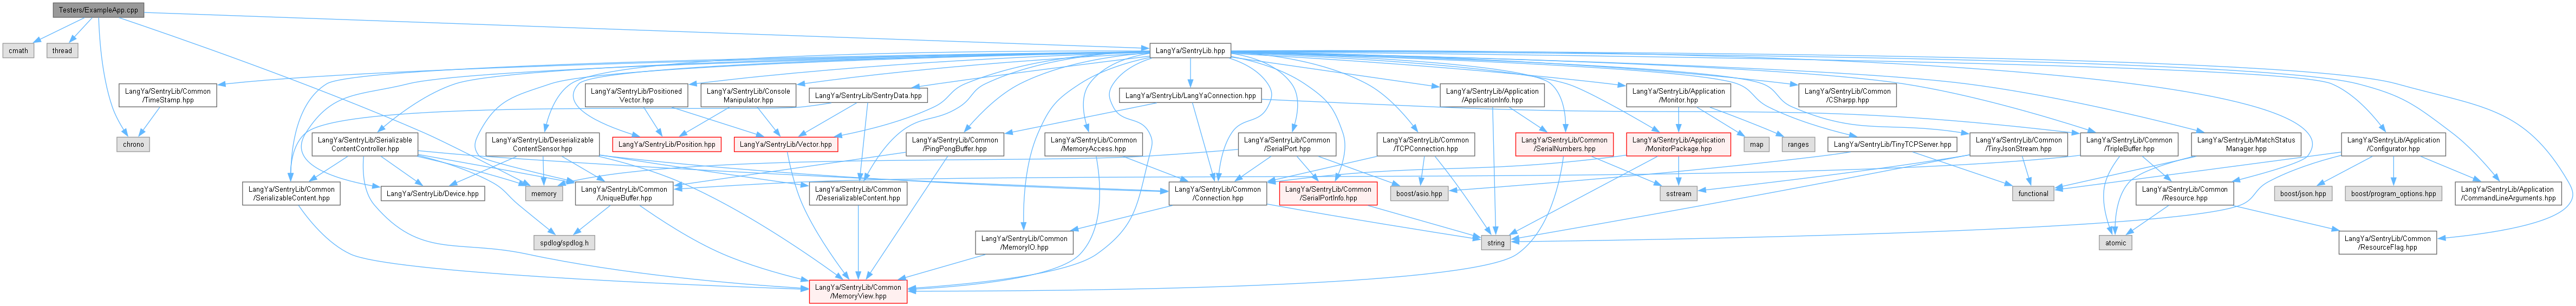 Testers/ExampleApp.cpp
cmath
thread
LangYa/SentryLib.hpp
LangYa/SentryLib/Common
/TimeStamp.hpp
LangYa/SentryLib/Positioned
Vector.hpp
LangYa/SentryLib/Console
Manipulator.hpp
LangYa/SentryLib/SentryData.hpp
LangYa/SentryLib/LangYaConnection.hpp
LangYa/SentryLib/Application
/ApplicationInfo.hpp
LangYa/SentryLib/Application
/Monitor.hpp
LangYa/SentryLib/Common
/CSharpp.hpp
chrono
LangYa/SentryLib/Serializable
ContentController.hpp
LangYa/SentryLib/Deserializable
ContentSensor.hpp
LangYa/SentryLib/Position.hpp
LangYa/SentryLib/Vector.hpp
LangYa/SentryLib/Common
/PingPongBuffer.hpp
LangYa/SentryLib/Common
/MemoryAccess.hpp
LangYa/SentryLib/Common
/SerialPort.hpp
LangYa/SentryLib/Common
/TCPConnection.hpp
LangYa/SentryLib/Common
/SerialNumbers.hpp
LangYa/SentryLib/Application
/MonitorPackage.hpp
map
ranges
LangYa/SentryLib/TinyTCPServer.hpp
LangYa/SentryLib/Common
/TinyJsonStream.hpp
LangYa/SentryLib/Common
/TripleBuffer.hpp
LangYa/SentryLib/MatchStatus
Manager.hpp
LangYa/SentryLib/Application
/Configurator.hpp
LangYa/SentryLib/Common
/SerializableContent.hpp
LangYa/SentryLib/Device.hpp
memory
LangYa/SentryLib/Common
/UniqueBuffer.hpp
LangYa/SentryLib/Common
/DeserializableContent.hpp
LangYa/SentryLib/Common
/Connection.hpp
LangYa/SentryLib/Common
/SerialPortInfo.hpp
boost/asio.hpp
sstream
functional
LangYa/SentryLib/Common
/Resource.hpp
boost/json.hpp
boost/program_options.hpp
LangYa/SentryLib/Application
/CommandLineArguments.hpp
spdlog/spdlog.h
LangYa/SentryLib/Common
/MemoryIO.hpp
string
atomic
LangYa/SentryLib/Common
/ResourceFlag.hpp
LangYa/SentryLib/Common
/MemoryView.hpp